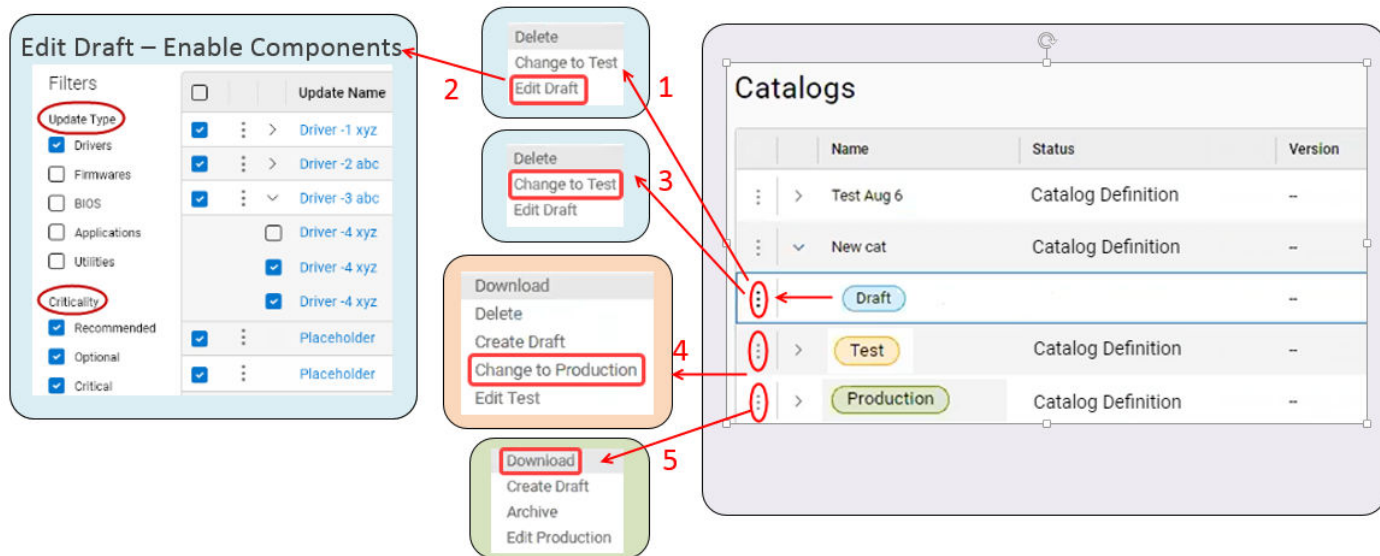 Edit Draft – Enable Components
Filters
Update Type
Drivers
Firmwares
BIOS
Applications
Utilities
Criticality
Recommended
Optional
Critical
Update Name
Driver -1 xyz
Driver -2 abc
Driver -3 abc
Driver -4 xyz
Driver -4 xyz
Driver -4 xyz
Placeholder
Placeholder
2
Delete
Change to Test
Edit Draft
1
Delete
Change to Test
Edit Draft
3
Download
Delete
Create Draft
Change to Production
Edit Test
4
Download
Create Draft
Archive
Edit Production
5
Catalogs
Name Status Version
Test Aug 6 Catalog Definition --
New cat Catalog Definition --
Draft --
Test Catalog Definition --
Production Catalog Definition --